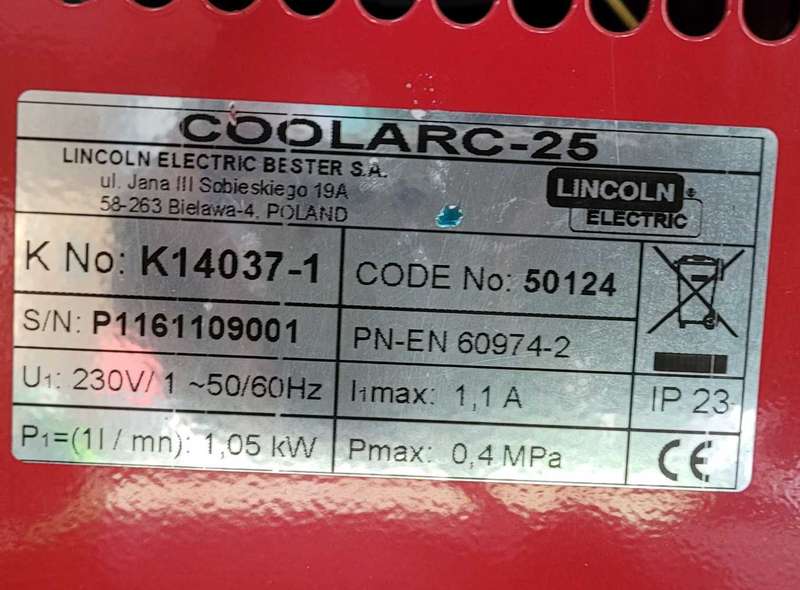 COOLARC-25
LINCOLN ELECTRIC BESTER S.A.
ul. Jana III Sobieskiego 19A
58-263 Bielawa-4, POLAND
LINCOLN ®
ELECTRIC
K No: K14037-1
CODE No: 50124
S/N: P1161109001
PN-EN 60974-2
U1: 230V/ 1 ~50/60Hz
I1max: 1,1 A
IP 23
P1=(1l / mn): 1,05 kW
Pmax: 0,4 MPa
CE